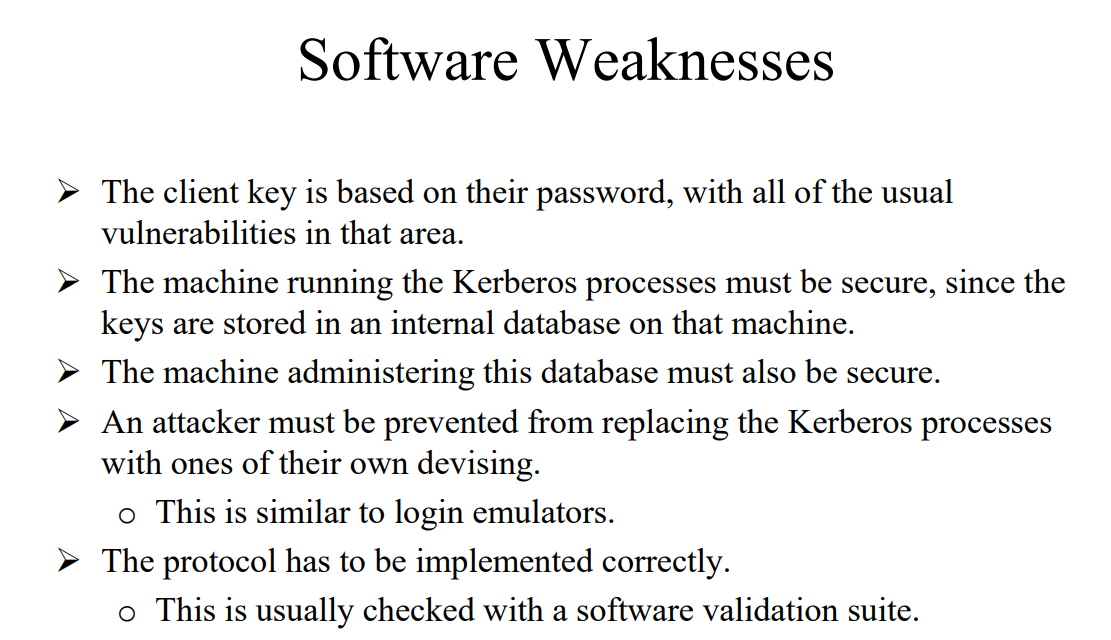 Software Weaknesses
➢ The client key is based on their password, with all of the usual
vulnerabilities in that area.
➢ The machine running the Kerberos processes must be secure, since the
keys are stored in an internal database on that machine.
➢ The machine administering this database must also be secure.
➢ An attacker must be prevented from replacing the Kerberos processes
with ones of their own devising.
o This is similar to login emulators.
➢ The protocol has to be implemented correctly.
o This is usually checked with a software validation suite.